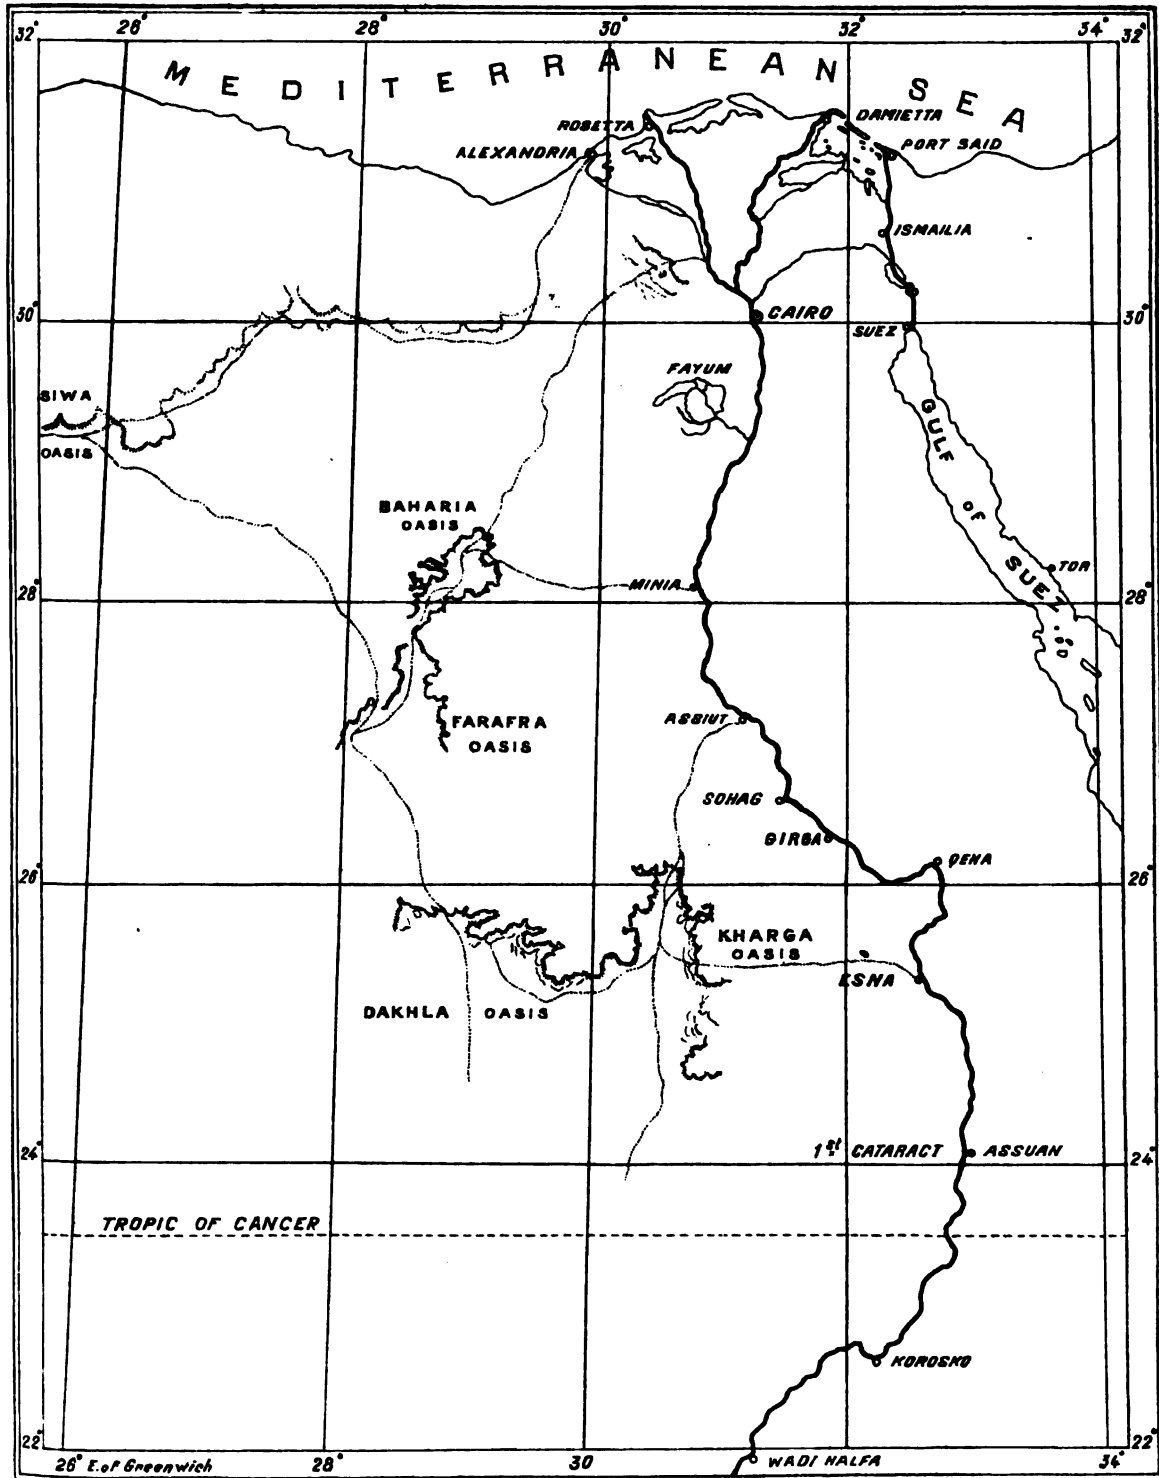 26° 28° 30° 32° 34°
32° 32°
MEDITERRANEAN SEA
ROSETTA
DAMIETTA
ALEXANDRIA
PORT SAID
ISMAILIA
30° 30°
CAIRO
SUEZ
FAYUM
SIWA
OASIS
GULF OF SUEZ
BAHARIA
OASIS
TOR
MINIA
28° 28°
FARAFRA
OASIS
ASSIUT
SOHAG
GIRGA
QENA
26° 26°
KHARGA
OASIS
ESNA
DAKHLA OASIS
1st CATARACT ASSUAN
24° 24°
TROPIC OF CANCER
KOROSKO
22° 22°
WADI HALFA
26° E. of Greenwich 28° 30° 34°